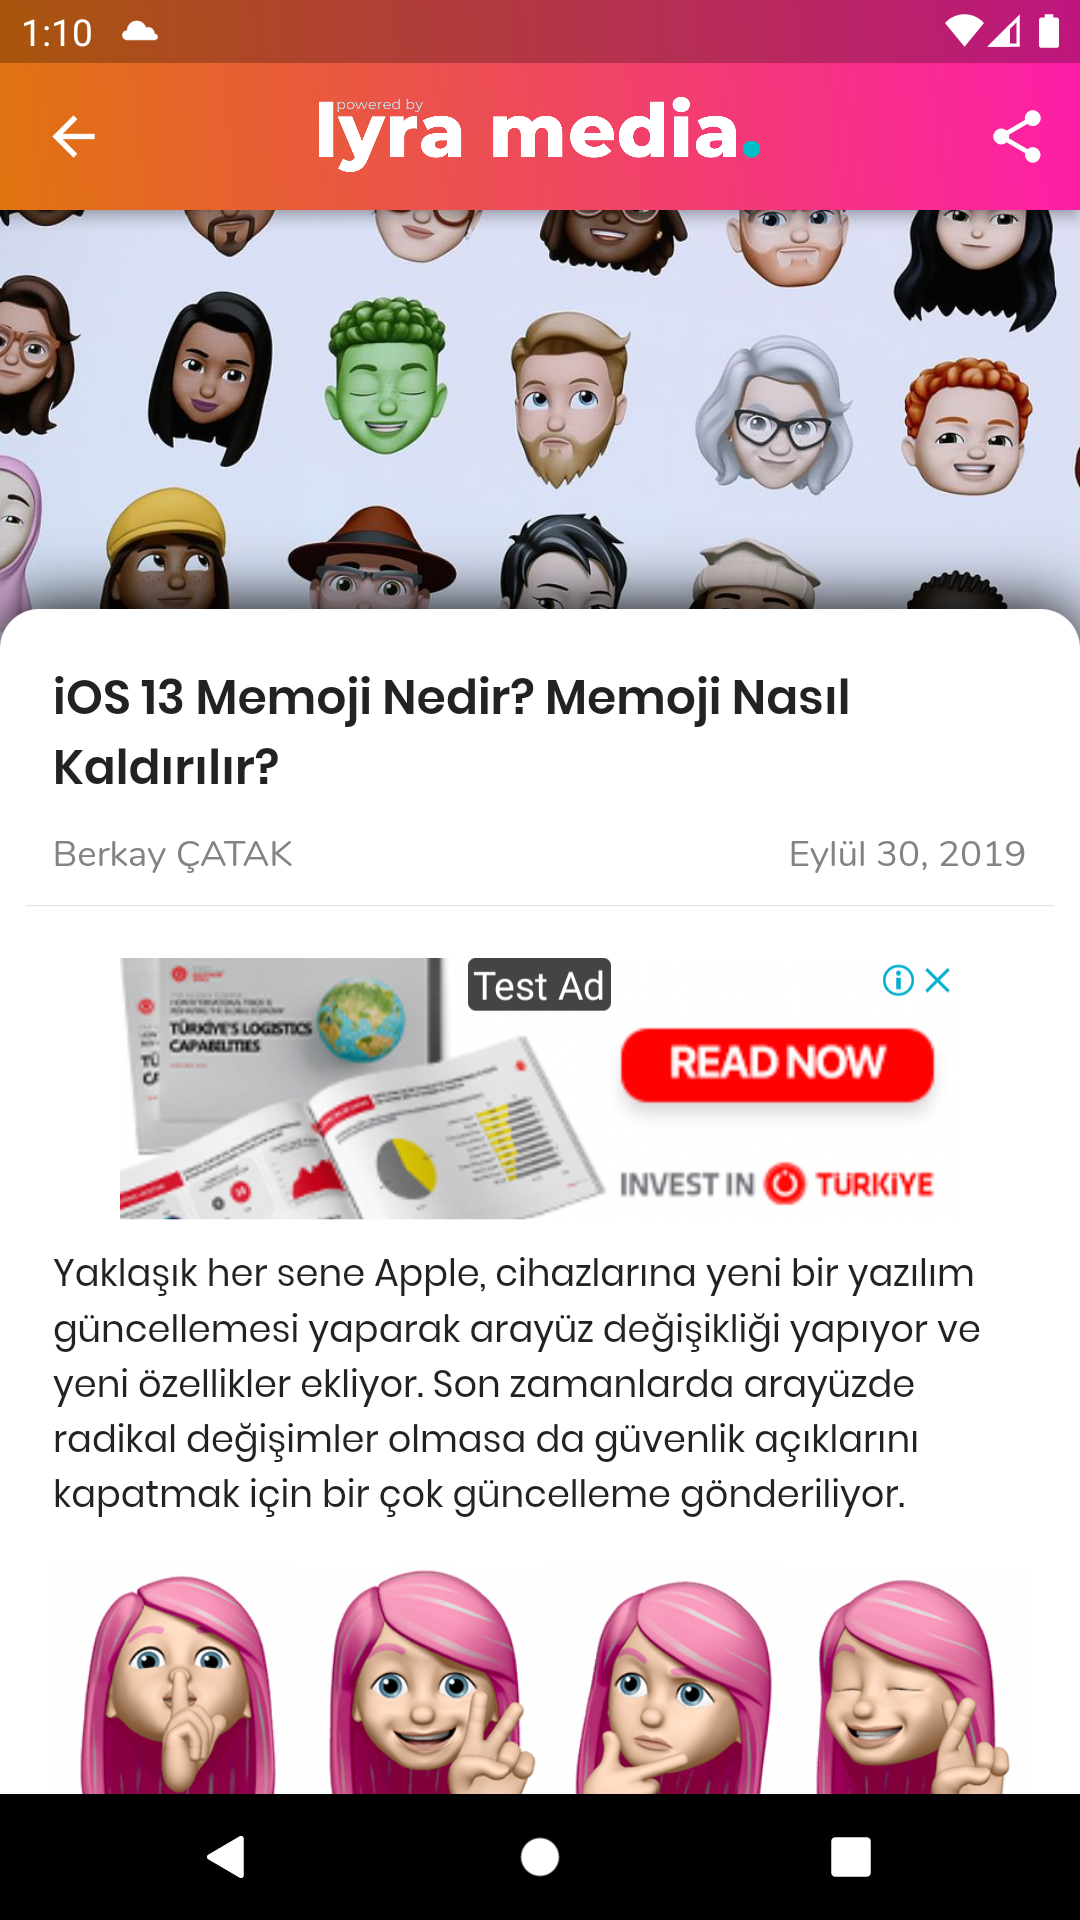 1:10
powered by
lyra media.
iOS 13 Memoji Nedir? Memoji Nasıl
Kaldırılır?
Berkay ÇATAK
Eylül 30, 2019
Test Ad
TÜRKİYE'S LOGISTICS
CAPABILITIES
READ NOW
INVEST IN TÜRKİYE
Yaklaşık her sene Apple, cihazlarına yeni bir yazılım
güncellemesi yaparak arayüz değişikliği yapıyor ve
yeni özellikler ekliyor. Son zamanlarda arayüzde
radikal değişimler olmasa da güvenlik açıklarını
kapatmak için bir çok güncelleme gönderiliyor.